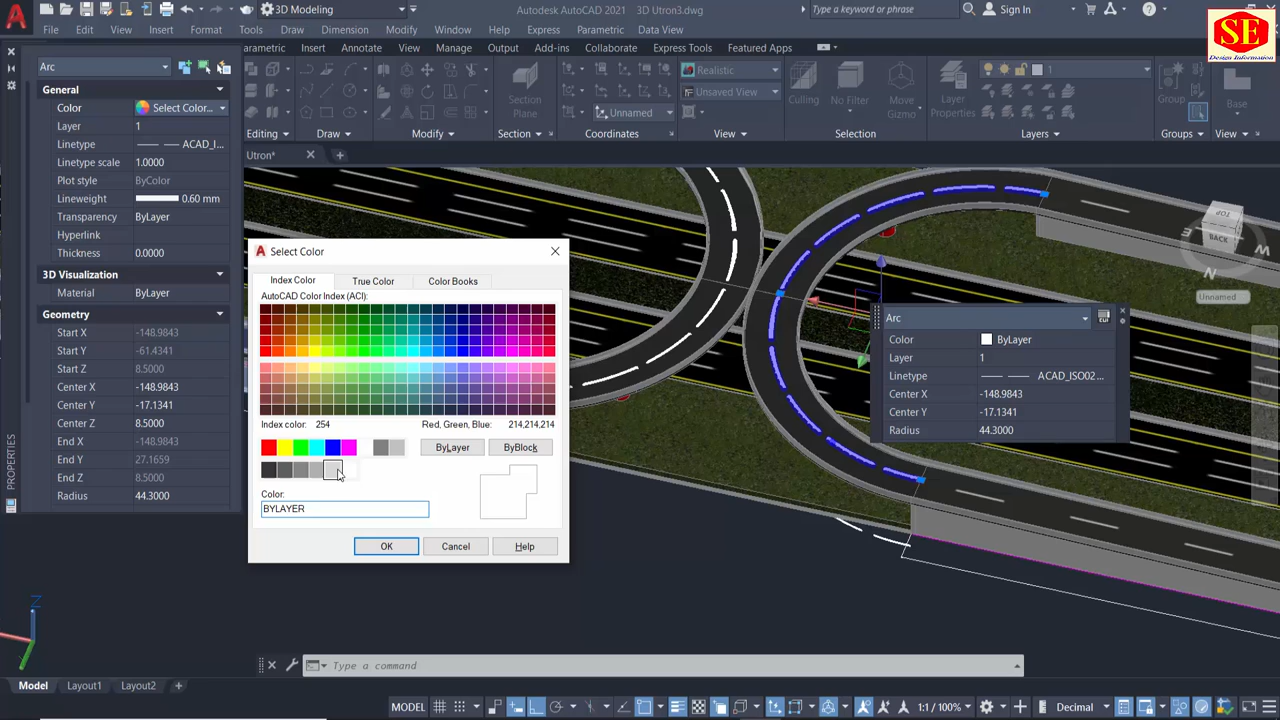 3D Modeling
Autodesk AutoCAD 2021 3D Utron3.dwg
Type a keyword or phrase
Sign In
SE
Design Information
File Edit View Insert Format Tools Draw Dimension Modify Window Help Express Parametric Data View
arametric Insert Annotate View Manage Output Add-ins Collaborate Express Tools Featured Apps
Arc
Realistic
Unsaved View
Unnamed
Section Plane
Culling
No Filter
Move Gizmo
Layer Properties
1
Group
Base
Editing Draw Modify Section Coordinates View Selection Layers Groups View
Utron*
General
Color Select Color...
Layer 1
Linetype ACAD_I...
Linetype scale 1.0000
Plot style ByColor
Lineweight 0.60 mm
Transparency ByLayer
Hyperlink
Thickness 0.0000
3D Visualization
Material ByLayer
Geometry
Start X -148.9843
Start Y -61.4331
Start Z 8.5000
Center X -148.9843
Center Y -17.1341
Center Z 8.5000
End X -148.9843
End Y 27.1659
End Z 8.5000
Radius 44.3000
PROPERTIES
Select Color
Index Color True Color Color Books
AutoCAD Color Index (ACI):
Index color: 254 Red, Green, Blue: 214,214,214
ByLayer ByBlock
Color:
BYLAYER
OK Cancel Help
TOP
BACK
E
W
N
Unnamed
Arc
Color ByLayer
Layer 1
Linetype ACAD_ISO02...
Center X -148.9843
Center Y -17.1341
Radius 44.3000
Z
Type a command
Model Layout1 Layout2
MODEL
1:1 / 100%
Decimal